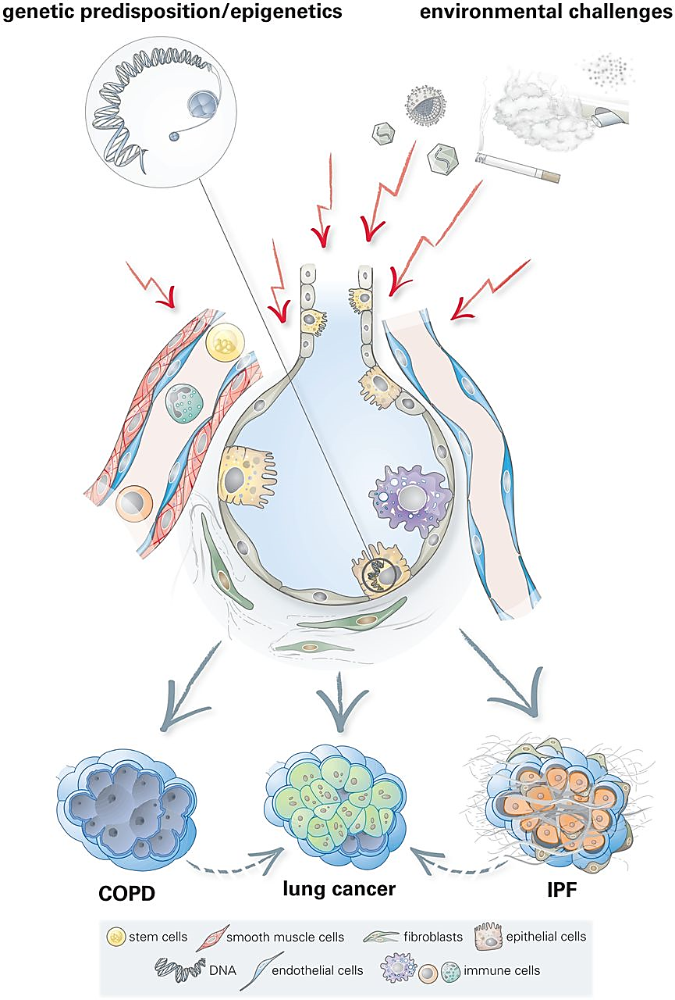 genetic predisposition/epigenetics
environmental challenges
COPD
lung cancer
IPF
stem cells
smooth muscle cells
fibroblasts
epithelial cells
DNA
endothelial cells
immune cells